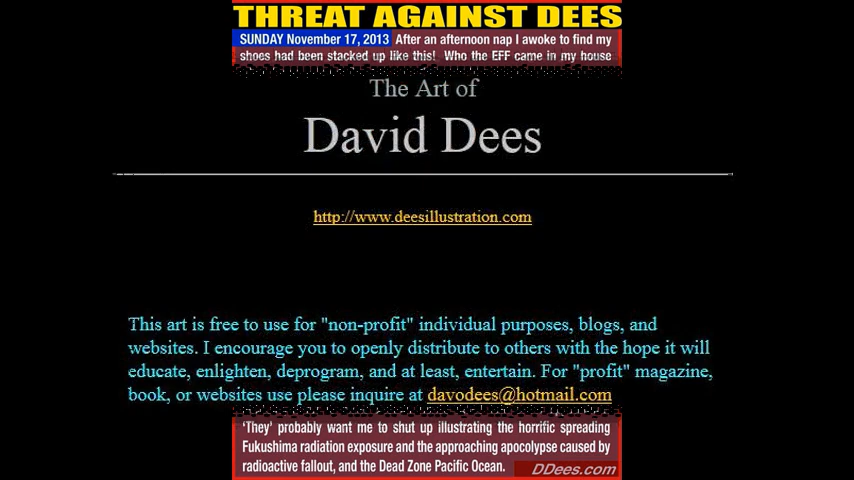 THREAT AGAINST DEES
SUNDAY November 17, 2013 After an afternoon nap I awoke to find my
shoes had been stacked up like this! Who the EFF came in my house
The Art of
David Dees
http://www.deesillustration.com
This art is free to use for "non-profit" individual purposes, blogs, and
websites. I encourage you to openly distribute to others with the hope it will
educate, enlighten, deprogram, and at least, entertain. For "profit" magazine,
book, or websites use please inquire at davodees@hotmail.com
'They' probably want me to shut up illustrating the horrific spreading
Fukushima radiation exposure and the approaching apocolypse caused by
radioactive fallout, and the Dead Zone Pacific Ocean.
DDees.com